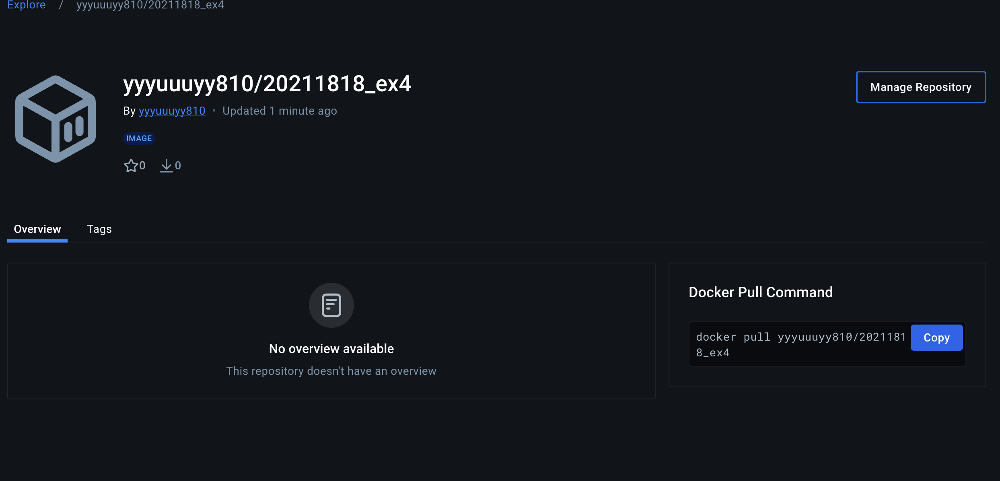 Explore / yyyuuuyy810/20211818_ex4
yyyuuuyy810/20211818_ex4
Manage Repository
By yyyuuuyy810 • Updated 1 minute ago
IMAGE
0 0
Overview Tags
No overview available
This repository doesn't have an overview
Docker Pull Command
docker pull yyyuuuyy810/2021181
8_ex4
Copy